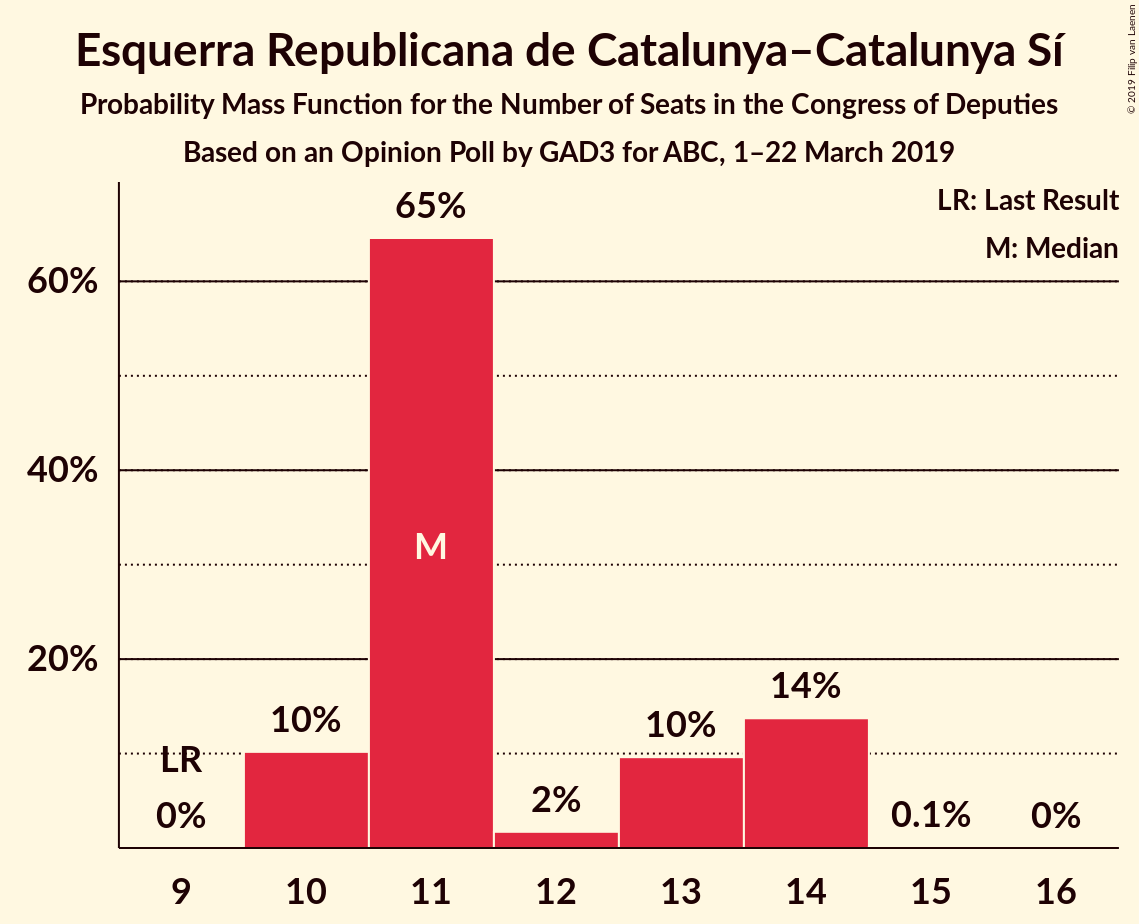 Esquerra Republicana de Catalunya–Catalunya Sí
Probability Mass Function for the Number of Seats in the Congress of Deputies
Based on an Opinion Poll by GAD3 for ABC, 1–22 March 2019
© 2019 Filip van Laenen
LR: Last Result
M: Median
65%
60%
M
40%
20%
14%
10%
10%
LR
2%
0%
0.1%
0%
9 10 11 12 13 14 15 16